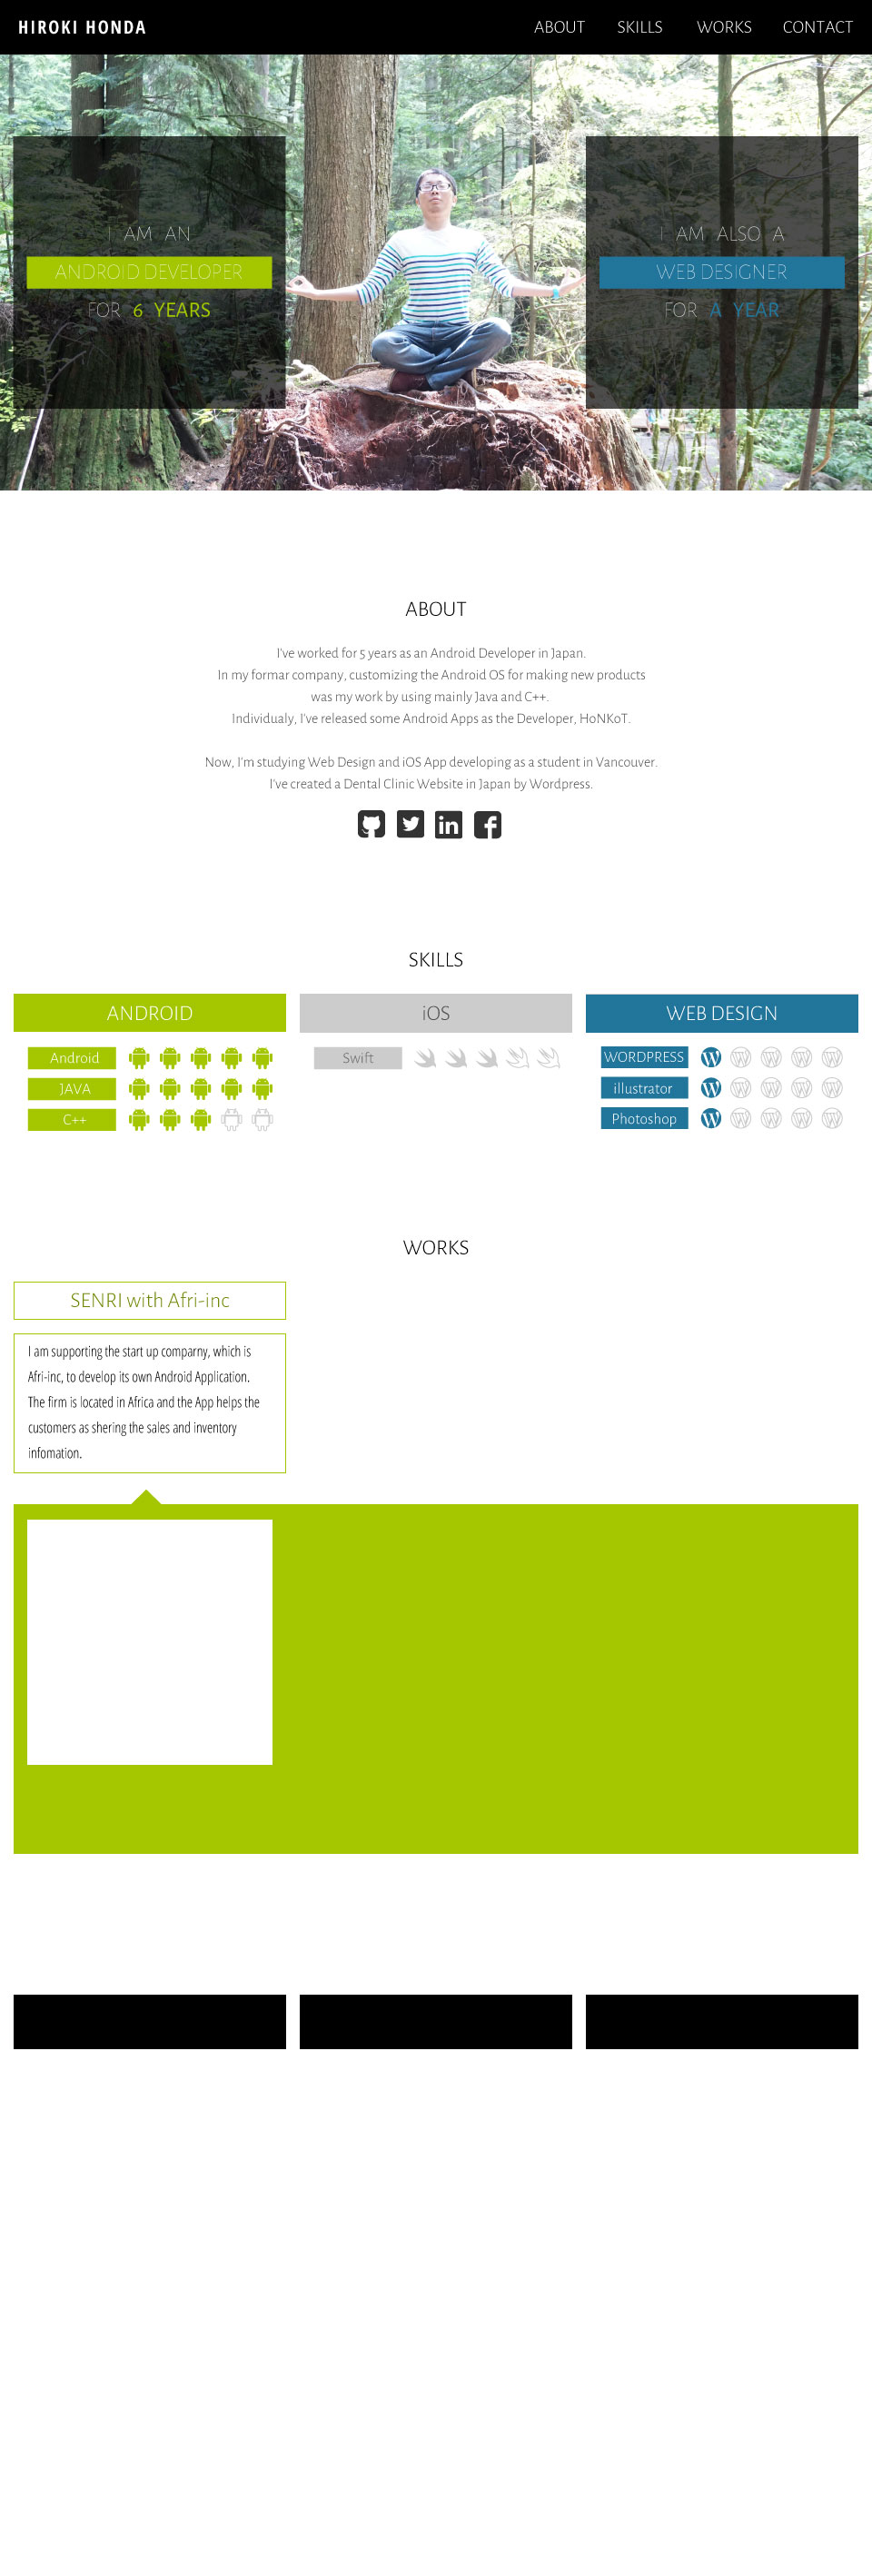 HIROKI HONDA
ABOUT SKILLS WORKS CONTACT
I AM AN
ANDROID DEVELOPER
FOR 6 YEARS
I AM ALSO A
WEB DESIGNER
FOR A YEAR
ABOUT
I've worked for 5 years as an Android Developer in Japan.
In my formar company, customizing the Android OS for making new products
was my work by using mainly Java and C++.
Individualy, I've released some Android Apps as the Developer, HoNKoT.
Now, I'm studying Web Design and iOS App developing as a student in Vancouver.
I've created a Dental Clinic Website in Japan by Wordpress.
SKILLS
ANDROID
Android
JAVA
C++
iOS
Swift
WEB DESIGN
WORDPRESS
illustrator
Photoshop
WORKS
SENRI with Afri-inc
I am supporting the start up comparny, which is
Afri-inc, to develop its own Android Application.
The firm is located in Africa and the App helps the
customers as shering the sales and inventory
infomation.